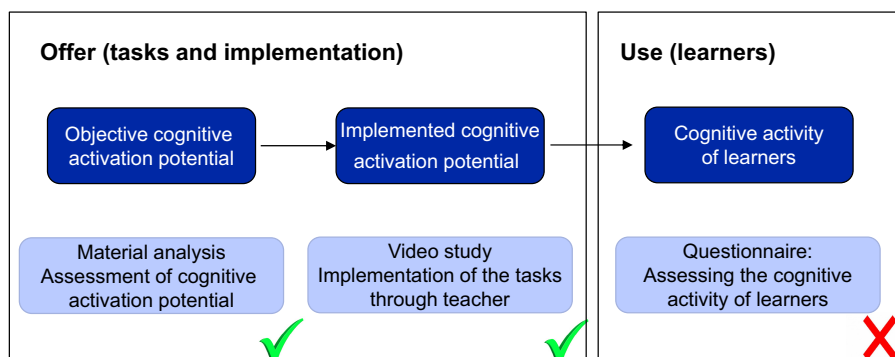 Offer (tasks and implementation)
Use (learners)
Objective cognitive
activation potential
Implemented cognitive
activation potential
Cognitive activity
of learners
Material analysis
Assessment of cognitive
activation potential
Video study
Implementation of the tasks
through teacher
Questionnaire:
Assessing the cognitive
activity of learners